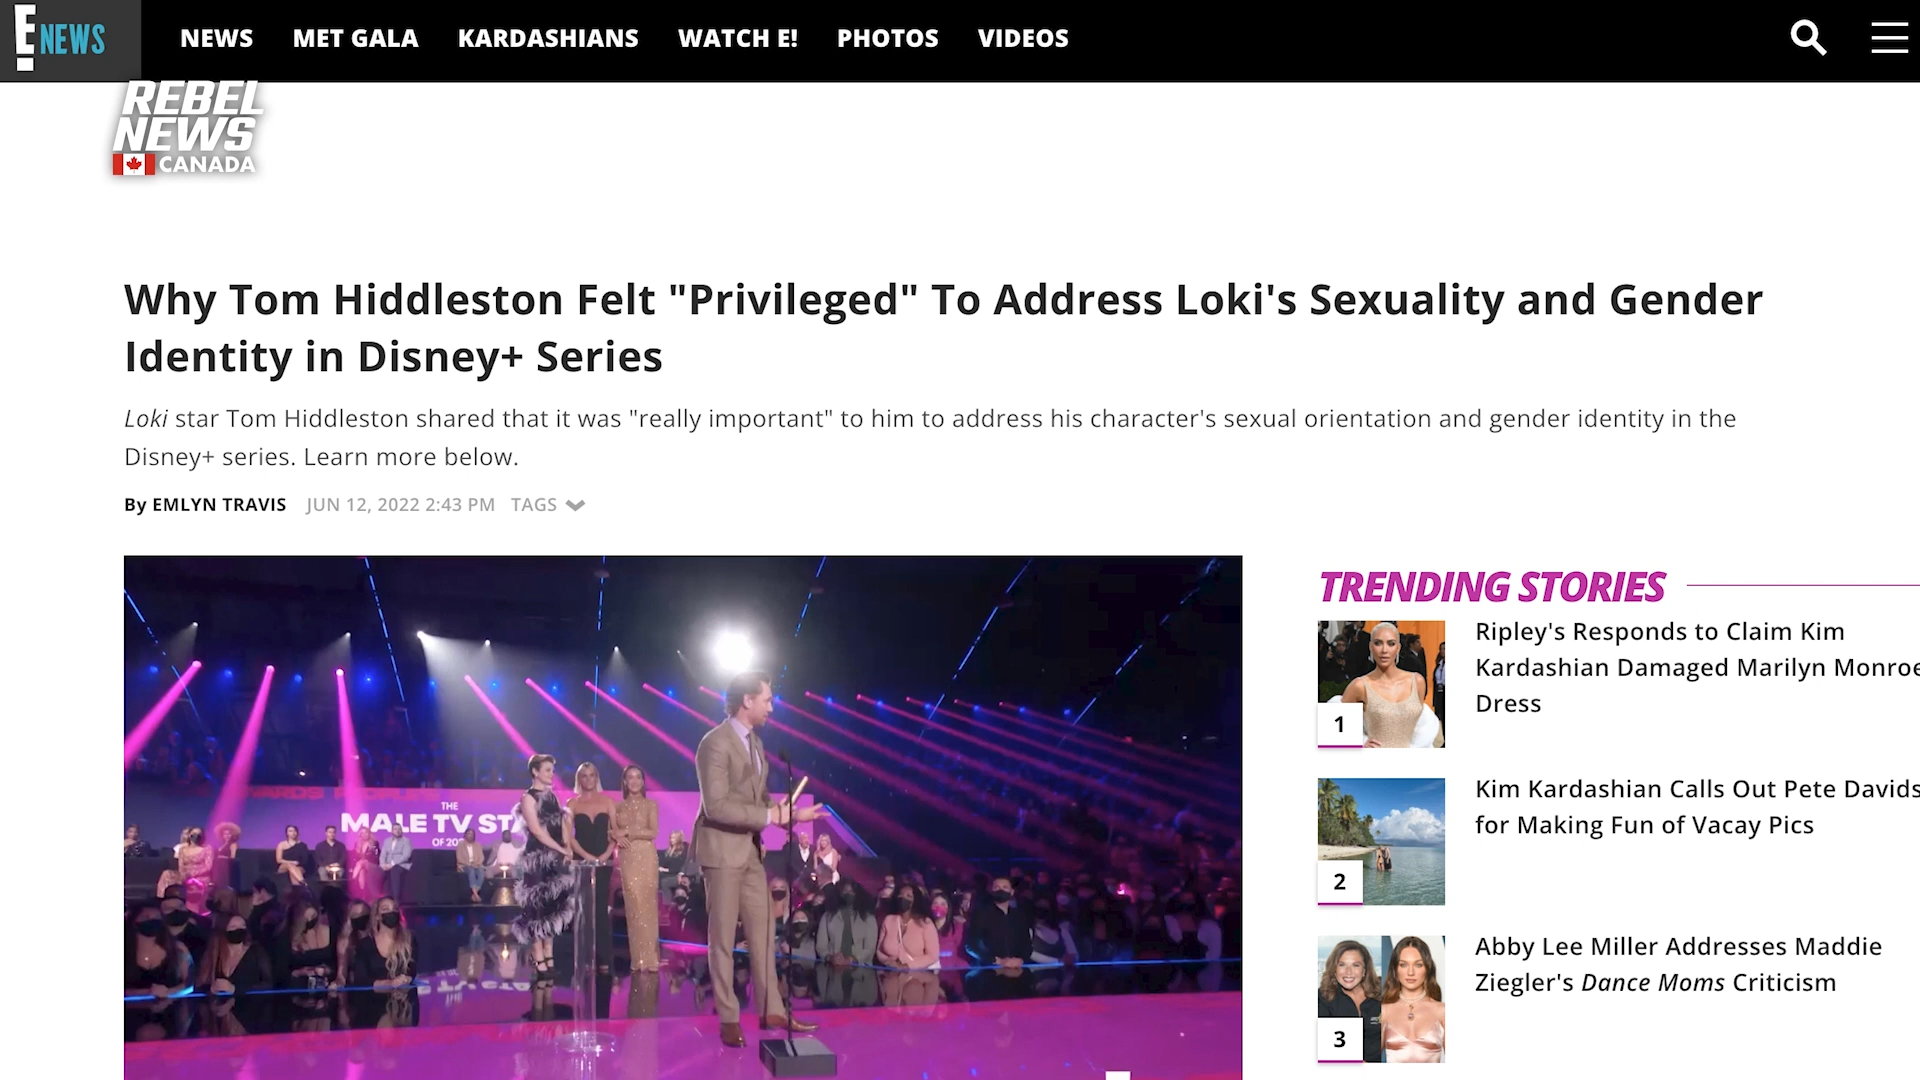 E! NEWS
NEWS MET GALA KARDASHIANS WATCH E! PHOTOS VIDEOS
REBEL
NEWS
CANADA
Why Tom Hiddleston Felt "Privileged" To Address Loki's Sexuality and Gender
Identity in Disney+ Series
Loki star Tom Hiddleston shared that it was "really important" to him to address his character's sexual orientation and gender identity in the
Disney+ series. Learn more below.
By EMLYN TRAVIS JUN 12, 2022 2:43 PM TAGS
THE
MALE TV STA
TRENDING STORIES
Ripley's Responds to Claim Kim
Kardashian Damaged Marilyn Monroe
Dress
1
Kim Kardashian Calls Out Pete Davids
for Making Fun of Vacay Pics
2
Abby Lee Miller Addresses Maddie
Ziegler's Dance Moms Criticism
3